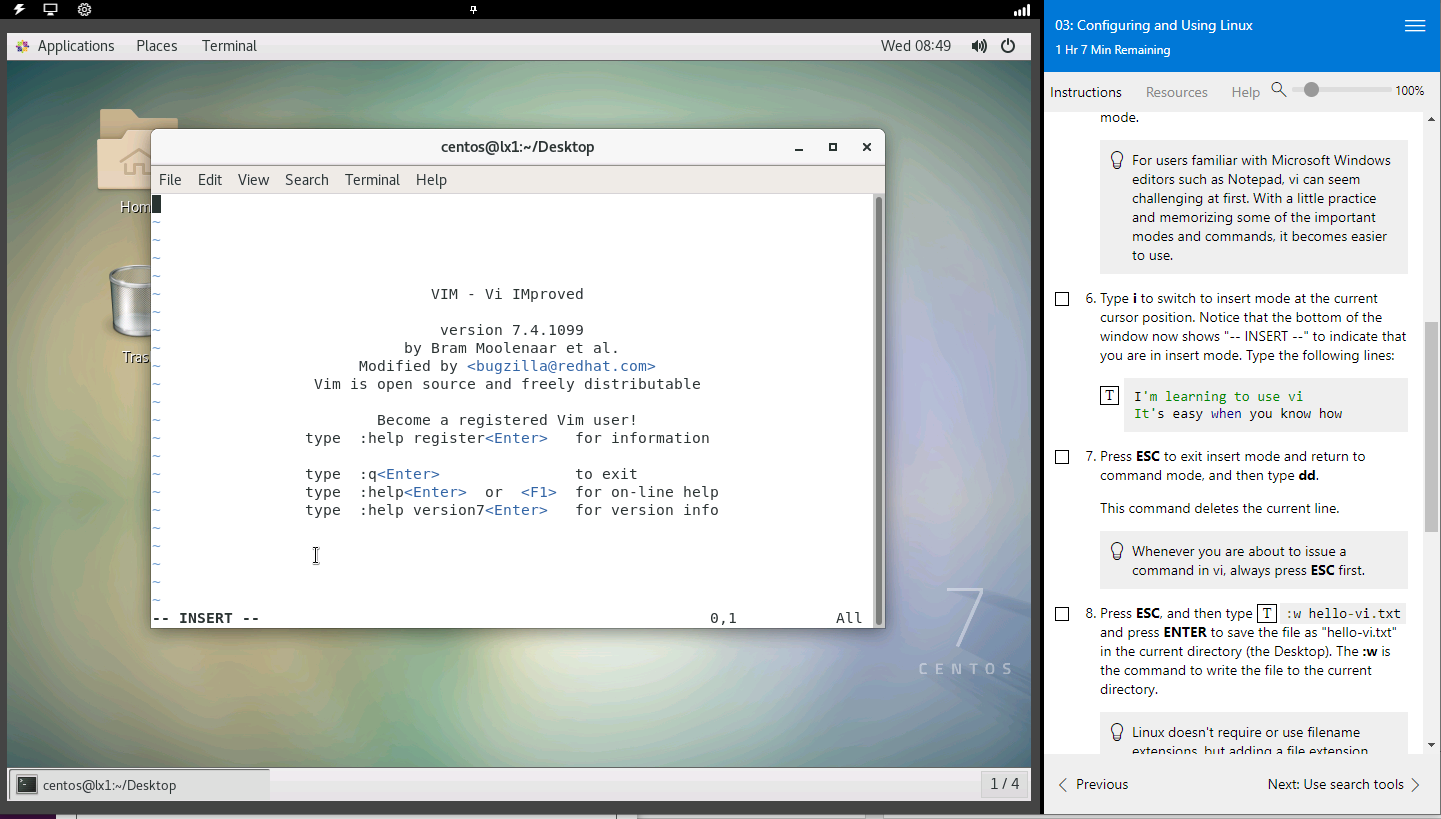 Applications Places Terminal Wed 08:49
Home
Trash
centos@lx1:~/Desktop
File Edit View Search Terminal Help
~
~
~
~
~
VIM - Vi IMproved
~
~ version 7.4.1099
~ by Bram Moolenaar et al.
~ Modified by <bugzilla@redhat.com>
~ Vim is open source and freely distributable
~
~ Become a registered Vim user!
~ type :help register<Enter> for information
~
~ type :q<Enter> to exit
~ type :help<Enter> or <F1> for on-line help
~ type :help version7<Enter> for version info
~
~
~
~
~
-- INSERT -- 0,1 All
7
CENTOS
centos@lx1:~/Desktop
1 / 4
03: Configuring and Using Linux
1 Hr 7 Min Remaining
Instructions Resources Help 100%
mode.
For users familiar with Microsoft Windows
editors such as Notepad, vi can seem
challenging at first. With a little practice
and memorizing some of the important
modes and commands, it becomes easier
to use.
6. Type i to switch to insert mode at the current
cursor position. Notice that the bottom of the
window now shows "-- INSERT --" to indicate that
you are in insert mode. Type the following lines:
T I'm learning to use vi
It's easy when you know how
7. Press ESC to exit insert mode and return to
command mode, and then type dd.
This command deletes the current line.
Whenever you are about to issue a
command in vi, always press ESC first.
8. Press ESC, and then type T :w hello-vi.txt
and press ENTER to save the file as "hello-vi.txt"
in the current directory (the Desktop). The :w is
the command to write the file to the current
directory.
Linux doesn't require or use filename
extensions, but adding a file extension
Previous Next: Use search tools